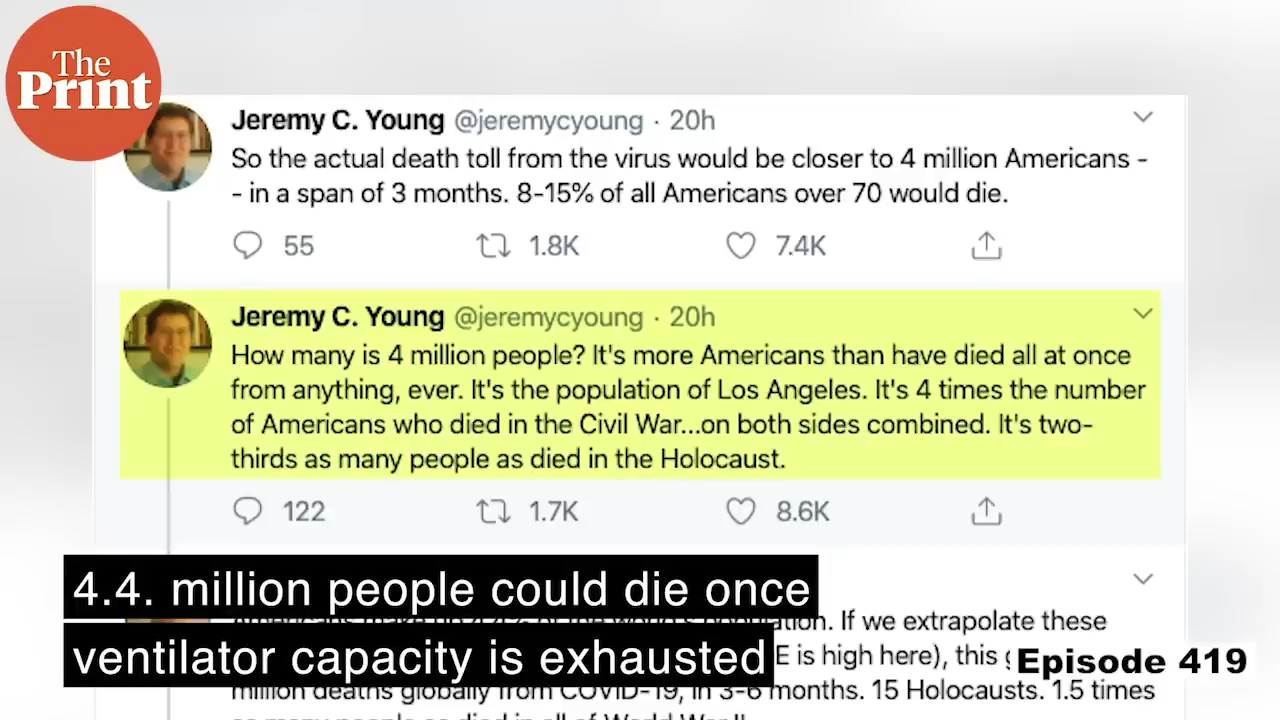 The
Print
Jeremy C. Young @jeremycyoung · 20h
So the actual death toll from the virus would be closer to 4 million Americans -
- in a span of 3 months. 8-15% of all Americans over 70 would die.
55 1.8K 7.4K
Jeremy C. Young @jeremycyoung · 20h
How many is 4 million people? It's more Americans than have died all at once
from anything, ever. It's the population of Los Angeles. It's 4 times the number
of Americans who died in the Civil War...on both sides combined. It's two-
thirds as many people as died in the Holocaust.
122 1.7K 8.6K
4.4. million people could die once
ventilator capacity is exhausted
If we extrapolate these
E is high here), this
Episode 419
million deaths globally from COVID-19, in 3-6 months. 15 Holocausts. 1.5 times